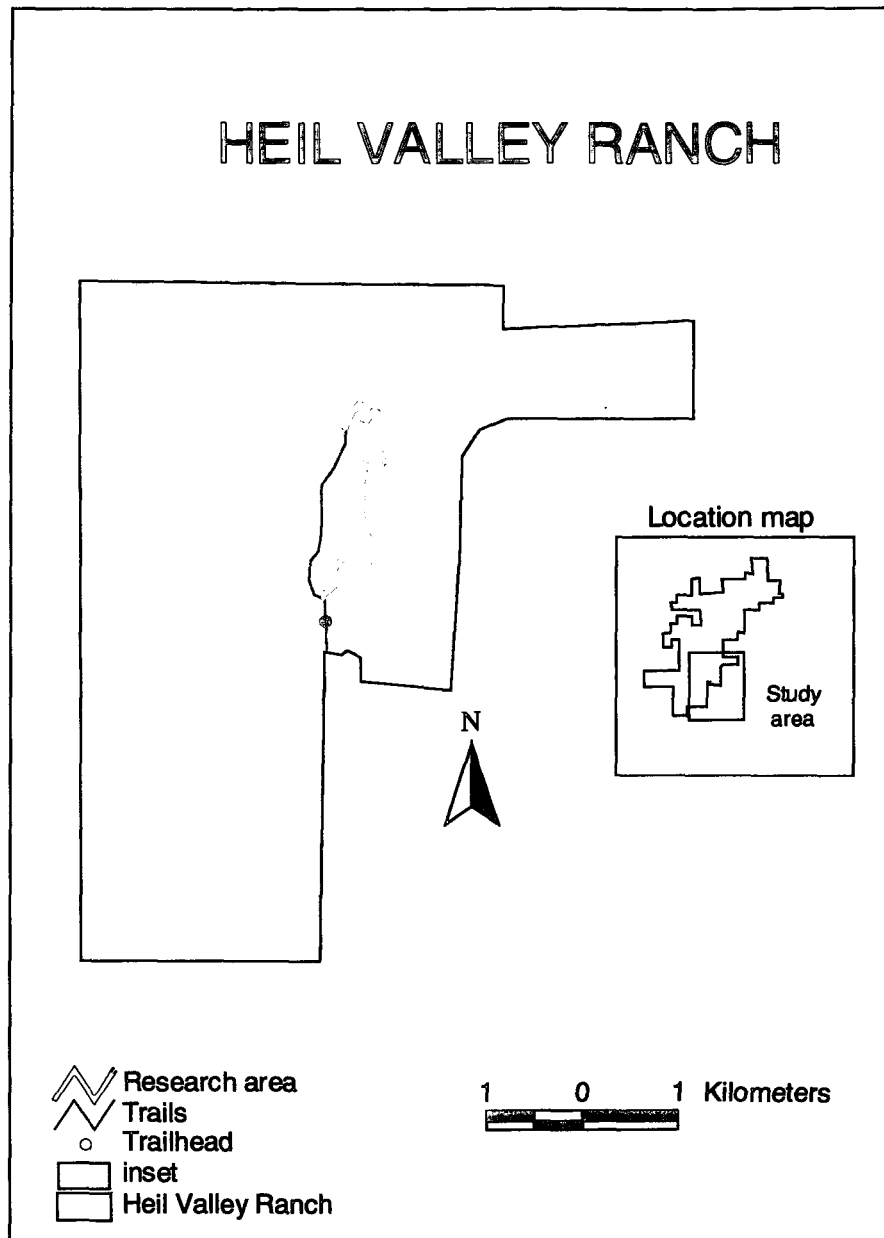 HEIL VALLEY RANCH
Location map
Study
area
N
Research area
Trails
Trailhead
inset
Heil Valley Ranch
1 0 1 Kilometers